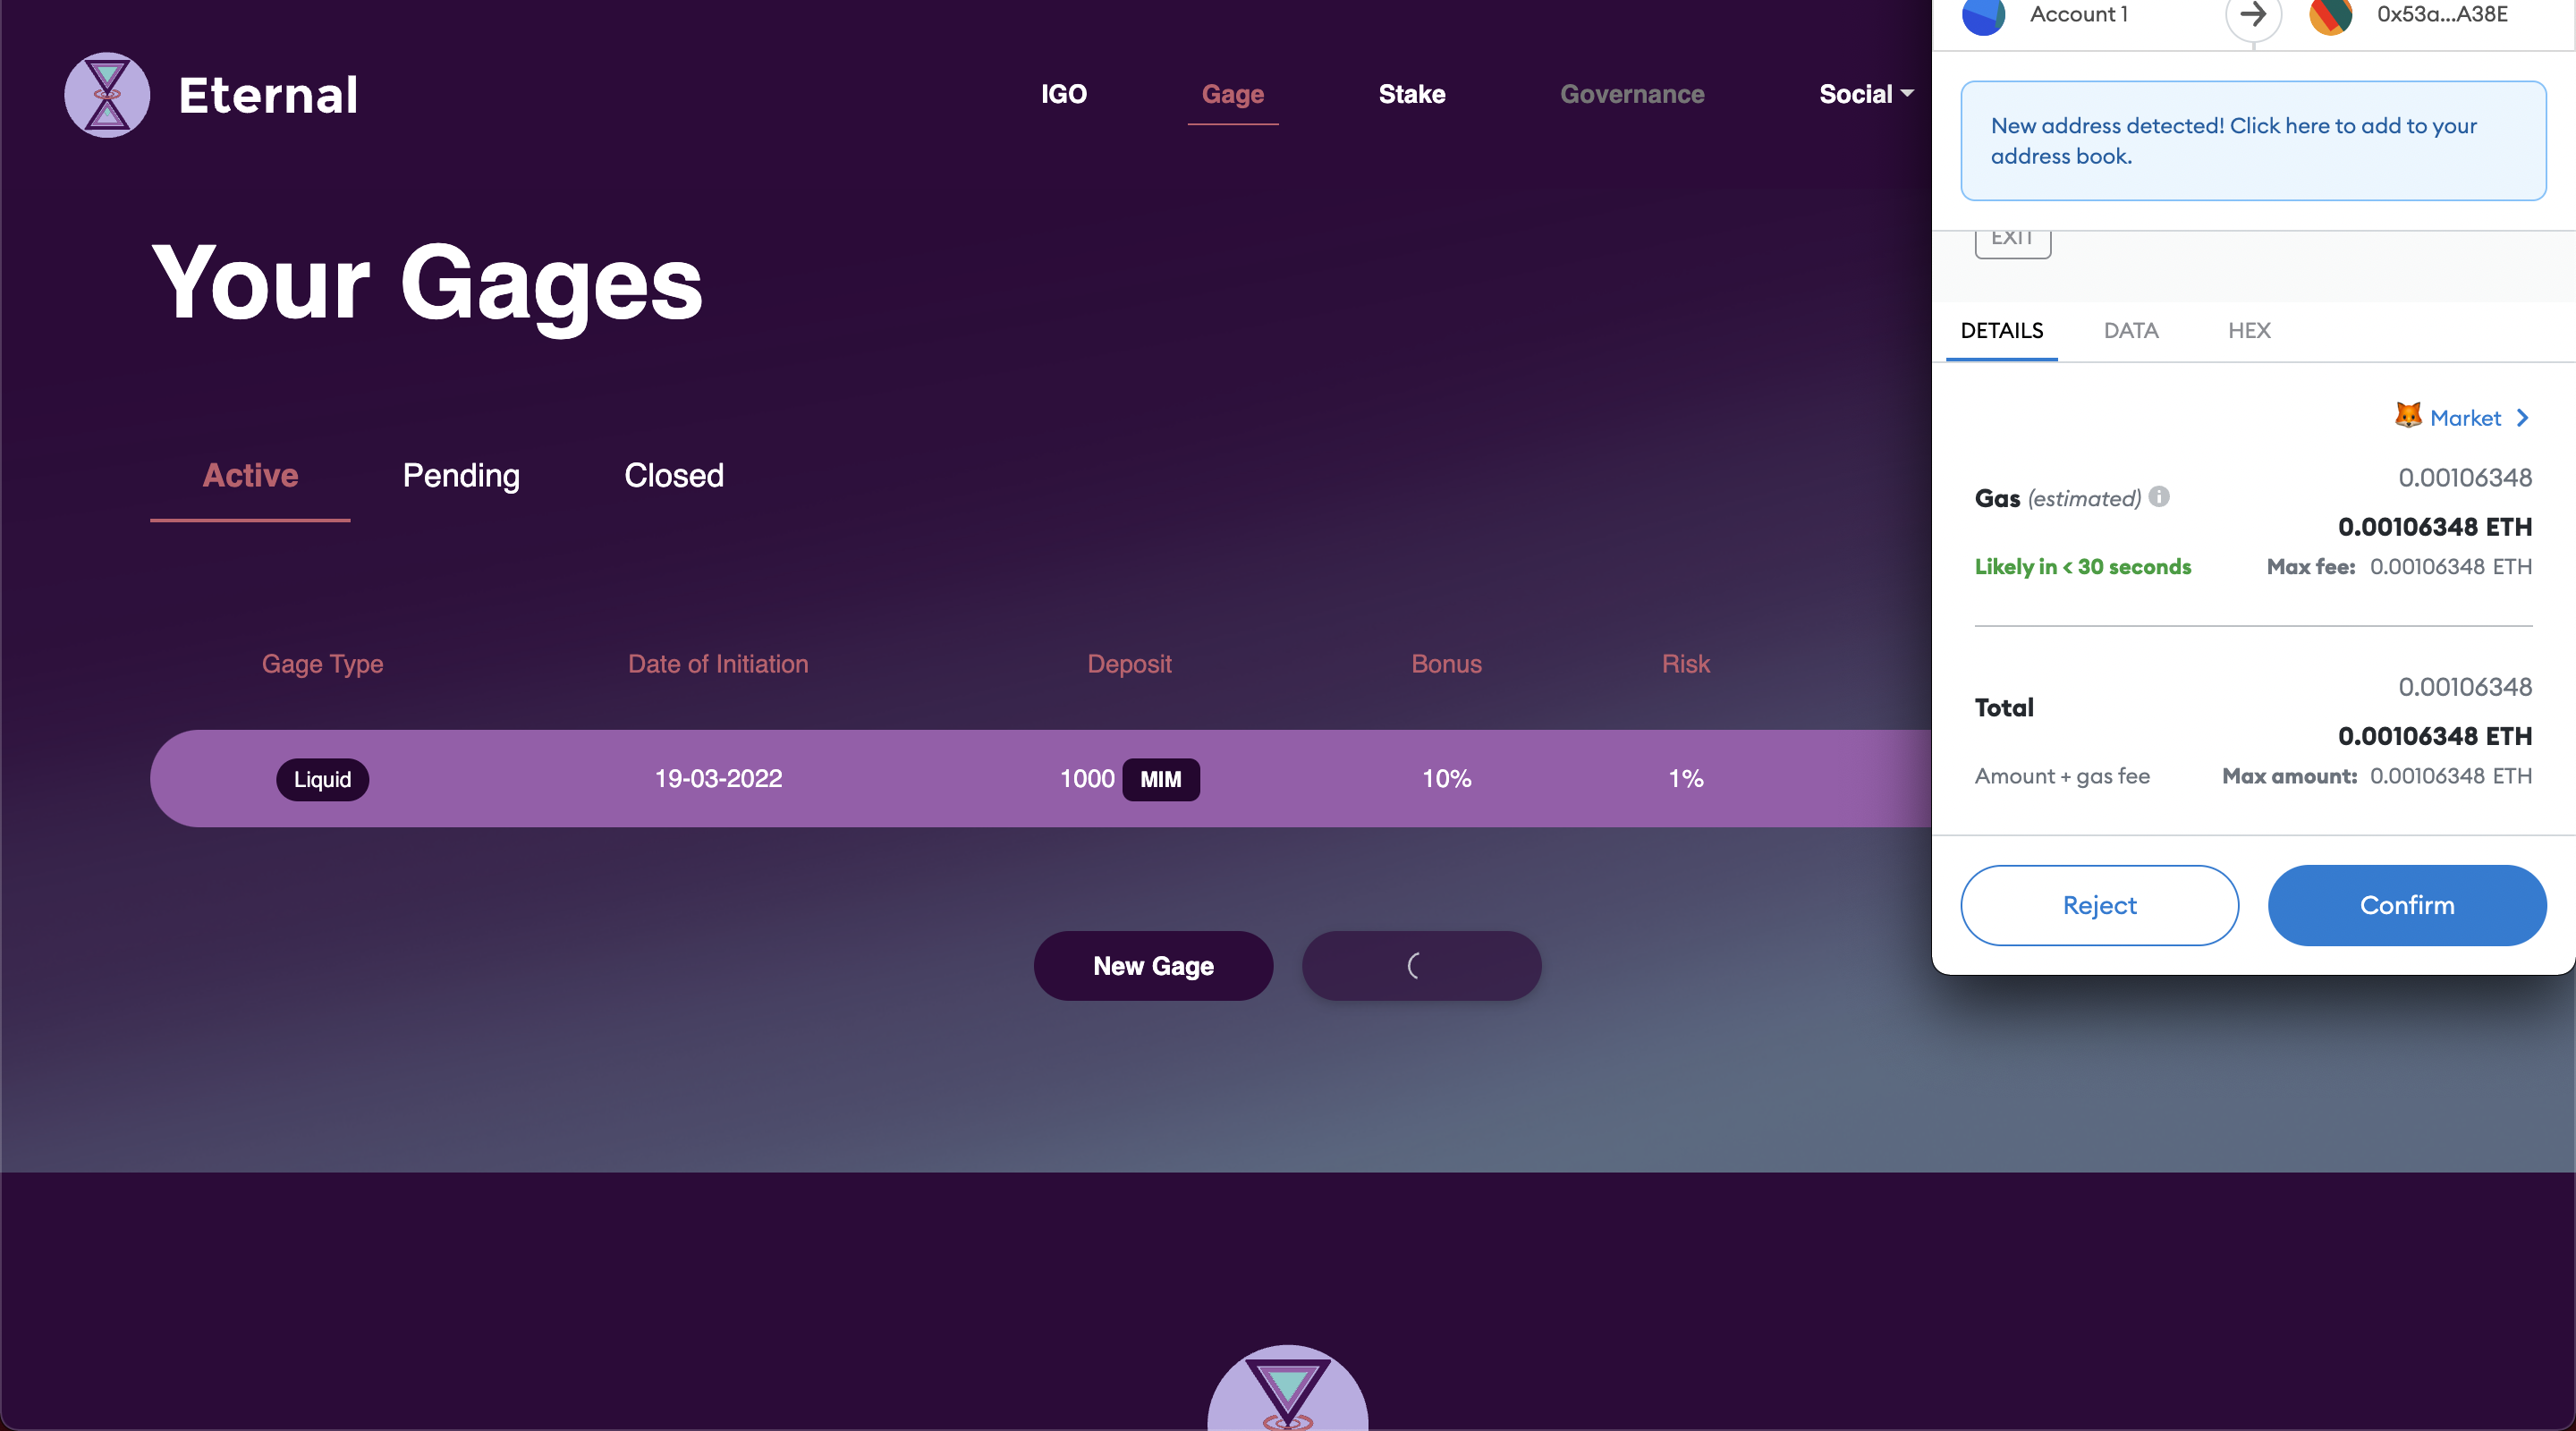 Eternal
IGO
Gage
Stake
Governance
Social
Your Gages
Active
Pending
Closed
Gage Type
Date of Initiation
Deposit
Bonus
Risk
Liquid
19-03-2022
1000 MIM
10%
1%
New Gage
Account 1
0x53a...A38E
New address detected! Click here to add to your
address book.
EXIT
DETAILS
DATA
HEX
Market
0.00106348
Gas (estimated)
0.00106348 ETH
Likely in < 30 seconds
Max fee: 0.00106348 ETH
0.00106348
Total
0.00106348 ETH
Amount + gas fee
Max amount: 0.00106348 ETH
Reject
Confirm